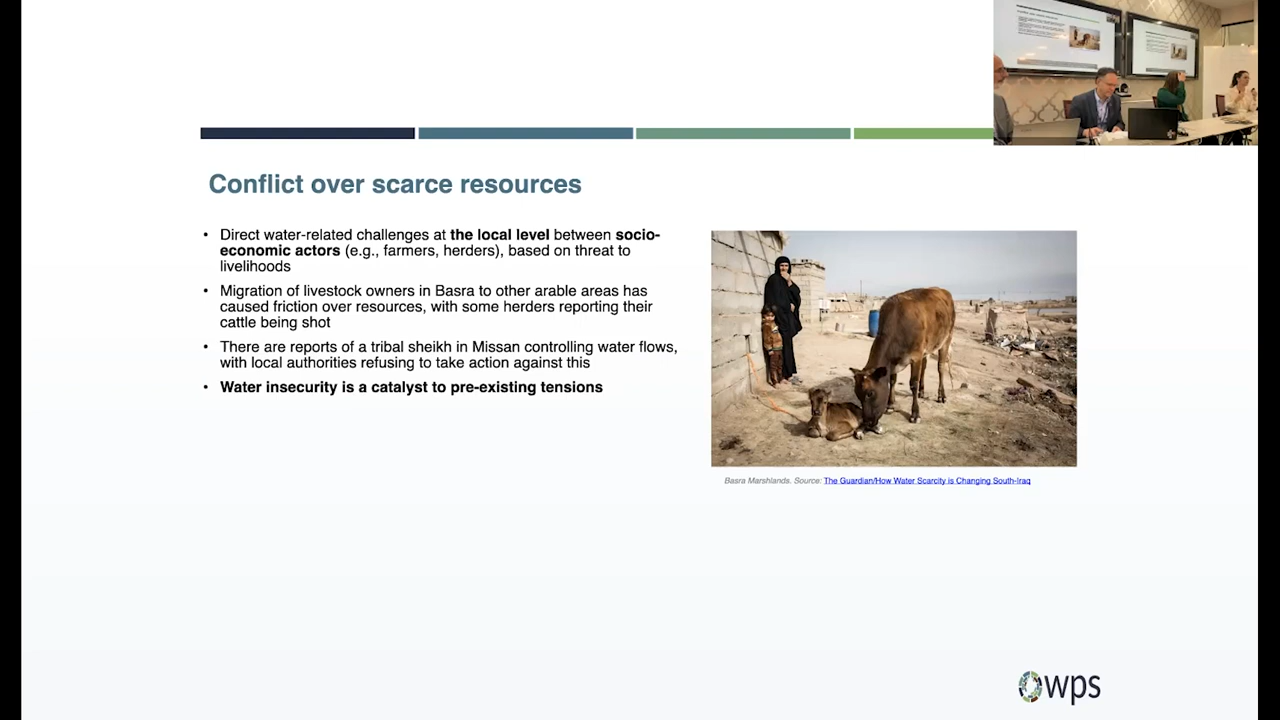 Conflict over scarce resources
• Direct water-related challenges at the local level between socio-
economic actors (e.g., farmers, herders), based on threat to
livelihoods
• Migration of livestock owners in Basra to other arable areas has
caused friction over resources, with some herders reporting their
cattle being shot
• There are reports of a tribal sheikh in Missan controlling water flows,
with local authorities refusing to take action against this
• Water insecurity is a catalyst to pre-existing tensions
Basra Marshlands. Source: The Guardian/How Water Scarcity is Changing South-Iraq
wps